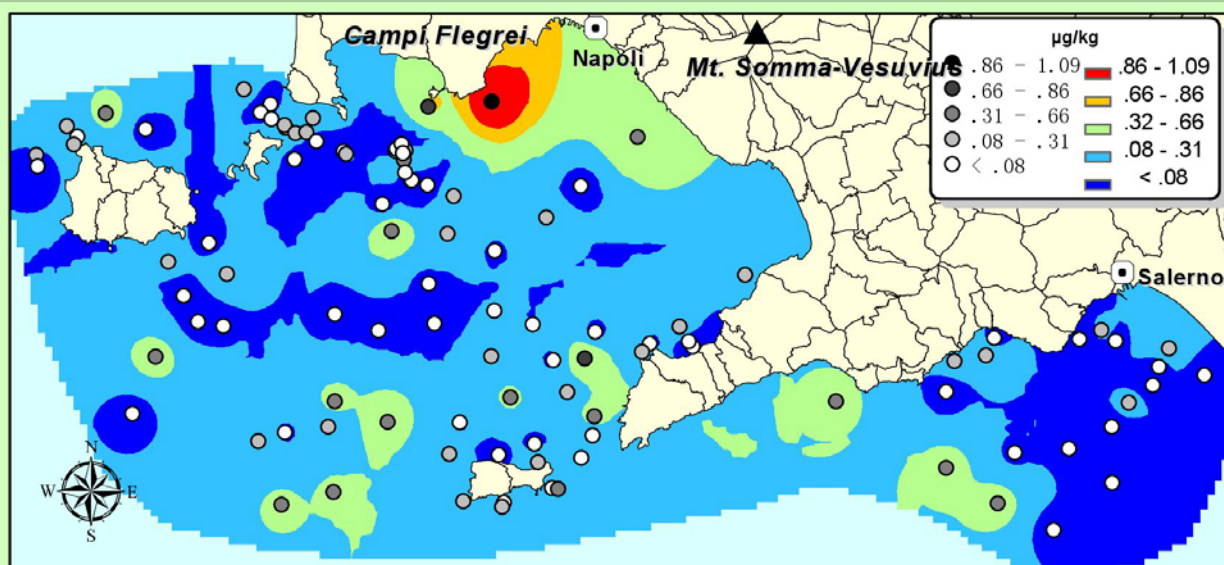 Campi Flegrei
Napoli
Mt. Somma-Vesuvius
µg/kg
.86 - 1.09 .86 - 1.09
.66 - .86 .66 - .86
.31 - .66 .32 - .66
.08 - .31 .08 - .31
< .08 < .08
Salerno
N
W E
S